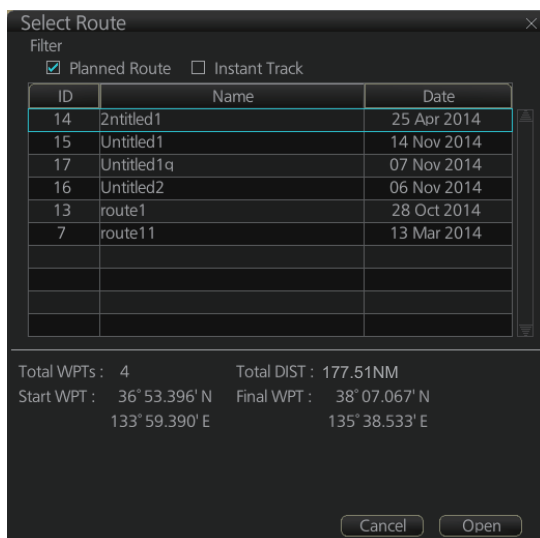 Select Route
Filter
Planned Route Instant Track
ID Name Date
14 2ntitled1 25 Apr 2014
15 Untitled1 14 Nov 2014
17 Untitled1q 07 Nov 2014
16 Untitled2 06 Nov 2014
13 route1 28 Oct 2014
7 route11 13 Mar 2014
Total WPTs : 4 Total DIST : 177.51NM
Start WPT : 36° 53.396' N Final WPT : 38° 07.067' N
133° 59.390' E 135° 38.533' E
Cancel Open